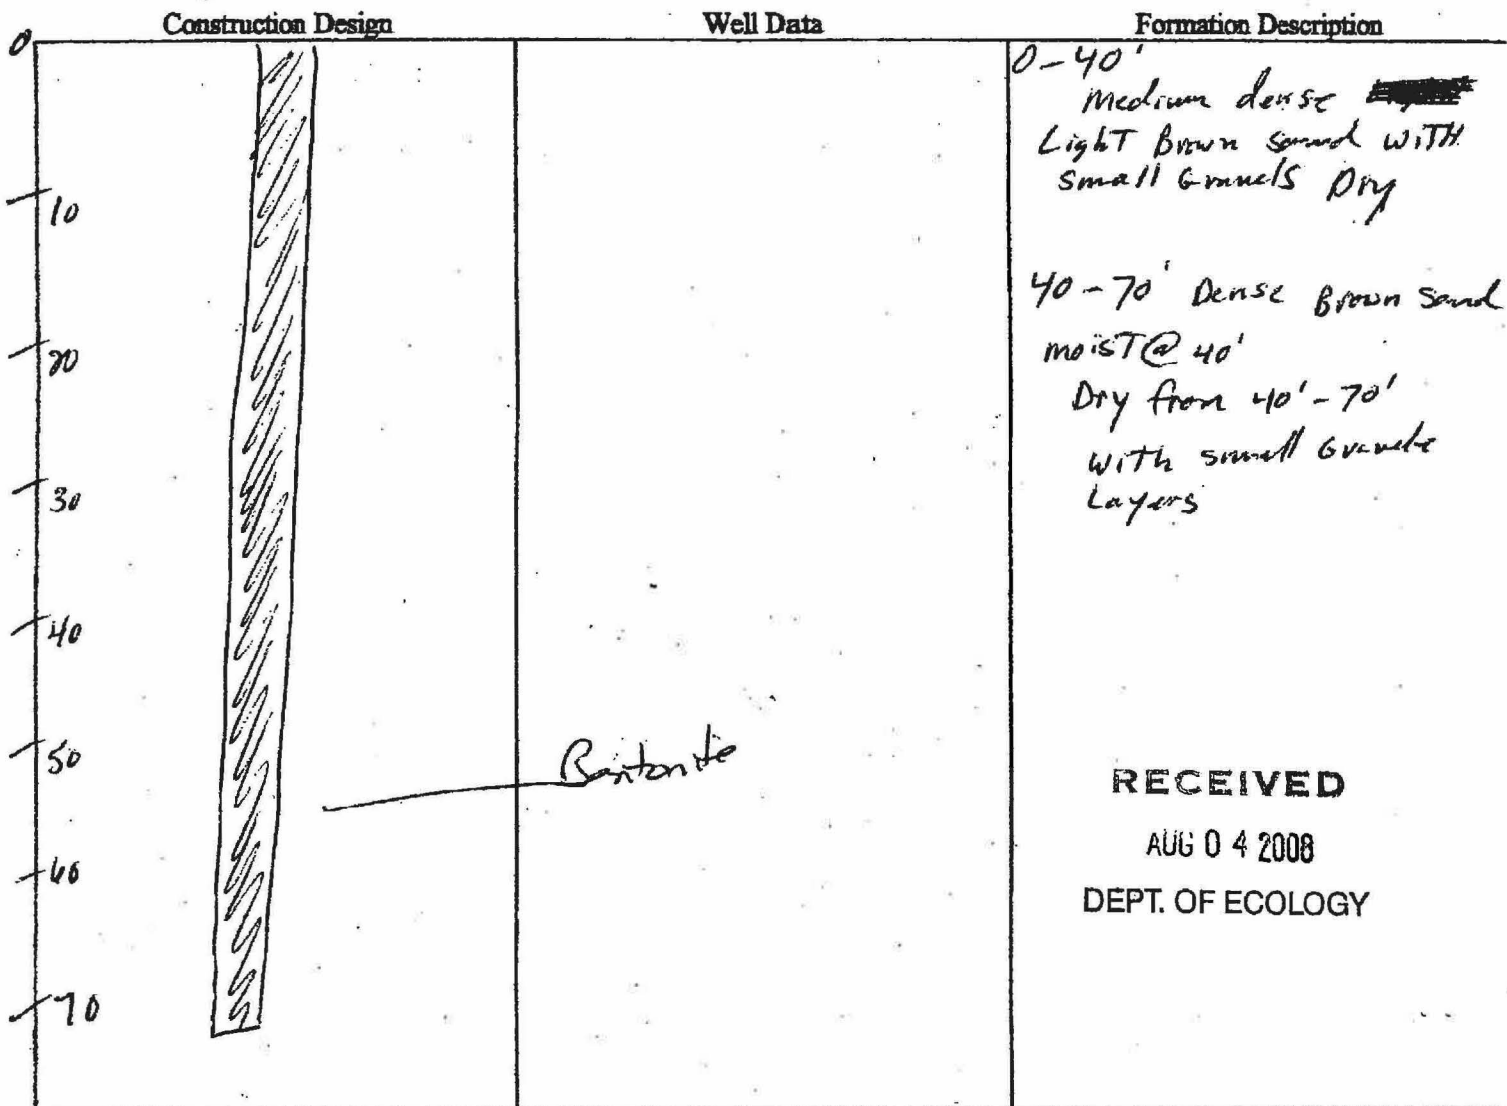 Construction Design
Well Data
Formation Description
0
10
20
30
40
50
60
70
Bentonite
0-40'
Medium dense
Light Brown sand with
small Gravels Dry
40-70' Dense Brown Sand
moist @ 40'
Dry from 40'-70'
with small Gravele
Layers
RECEIVED
AUG 04 2008
DEPT. OF ECOLOGY